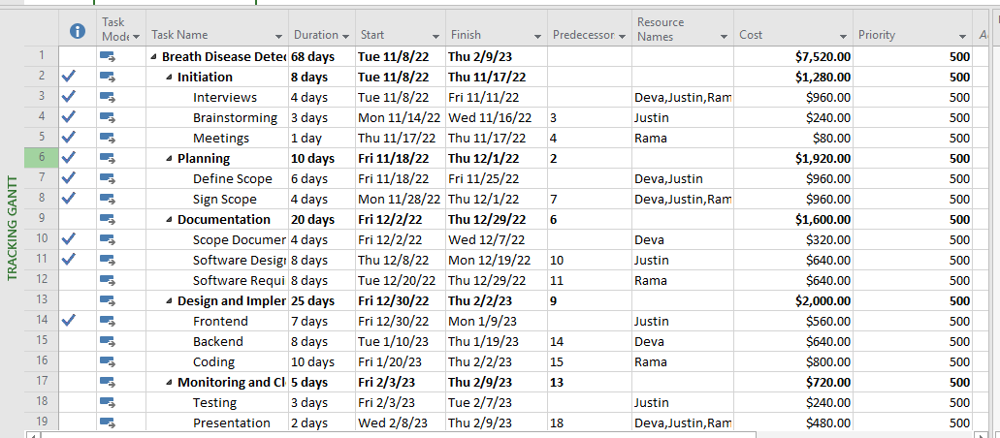 Task Mode Task Name Duration Start Finish Predecessor Resource Names Cost Priority
1 Breath Disease Detec 68 days Tue 11/8/22 Thu 2/9/23 $7,520.00 500
2 Initiation 8 days Tue 11/8/22 Thu 11/17/22 $1,280.00 500
3 Interviews 4 days Tue 11/8/22 Fri 11/11/22 Deva,Justin,Ram $960.00 500
4 Brainstorming 3 days Mon 11/14/22 Wed 11/16/22 3 Justin $240.00 500
5 Meetings 1 day Thu 11/17/22 Thu 11/17/22 4 Rama $80.00 500
6 Planning 10 days Fri 11/18/22 Thu 12/1/22 2 $1,920.00 500
7 Define Scope 6 days Fri 11/18/22 Fri 11/25/22 Deva,Justin $960.00 500
8 Sign Scope 4 days Mon 11/28/22 Thu 12/1/22 7 Deva,Justin,Ram $960.00 500
9 Documentation 20 days Fri 12/2/22 Thu 12/29/22 6 $1,600.00 500
10 Scope Documer 4 days Fri 12/2/22 Wed 12/7/22 Deva $320.00 500
11 Software Desigi 8 days Thu 12/8/22 Mon 12/19/22 10 Justin $640.00 500
12 Software Requi 8 days Tue 12/20/22 Thu 12/29/22 11 Rama $640.00 500
13 Design and Impler 25 days Fri 12/30/22 Thu 2/2/23 9 $2,000.00 500
14 Frontend 7 days Fri 12/30/22 Mon 1/9/23 Justin $560.00 500
15 Backend 8 days Tue 1/10/23 Thu 1/19/23 14 Deva $640.00 500
16 Coding 10 days Fri 1/20/23 Thu 2/2/23 15 Rama $800.00 500
17 Monitoring and Cl 5 days Fri 2/3/23 Thu 2/9/23 13 $720.00 500
18 Testing 3 days Fri 2/3/23 Tue 2/7/23 Justin $240.00 500
19 Presentation 2 days Wed 2/8/23 Thu 2/9/23 18 Deva,Justin,Ram $480.00 500
TRACKING GANTT